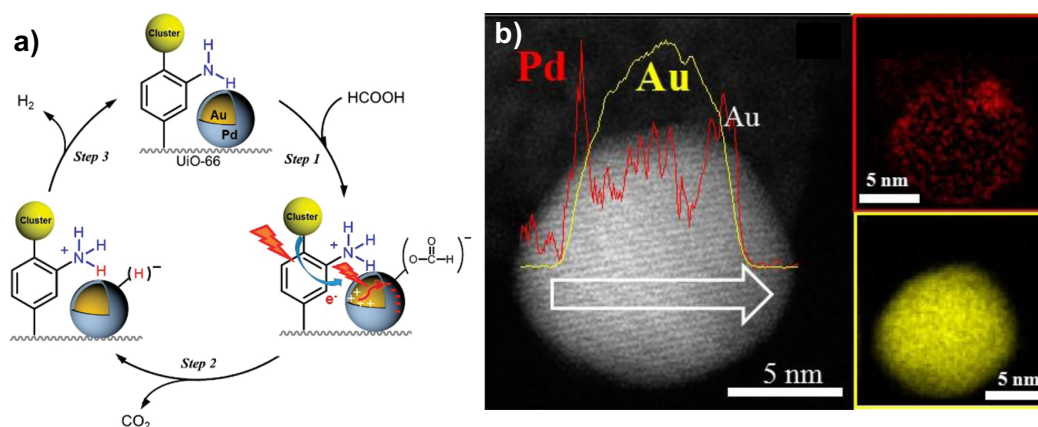 a)
Cluster
H
N
H
H₂
HCOOH
Au
Pd
UiO-66
Step 3
Step 1
Cluster
H
+
N
H
H
(H)⁻
Cluster
H
+
N
H
(O–C–H)⁻
O
e⁻
++
++
Step 2
CO₂
b)
Pd
Au
Au
5 nm
5 nm
5 nm